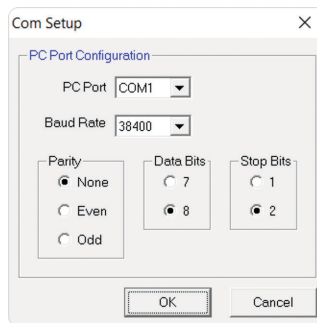 Com Setup
PC Port Configuration
PC Port COM1
Baud Rate 38400
Parity Data Bits Stop Bits
None 7 1
Even 8 2
Odd
OK Cancel